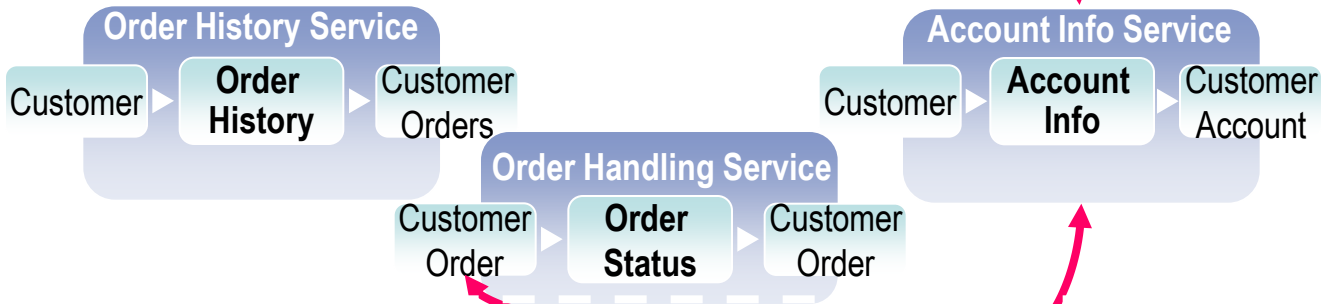 Order History Service
Customer
Order
History
Customer
Orders
Account Info Service
Customer
Account
Info
Customer
Account
Order Handling Service
Customer
Order
Order
Status
Customer
Order